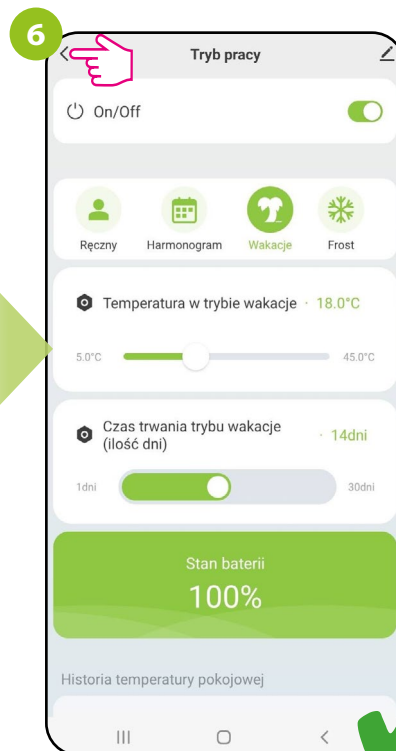 6
Tryb pracy
On/Off
Ręczny Harmonogram Wakacje Frost
Temperatura w trybie wakacje · 18.0°C
5.0°C 45.0°C
Czas trwania trybu wakacje
(ilość dni) · 14dni
1dni 30dni
Stan baterii
100%
Historia temperatury pokojowej